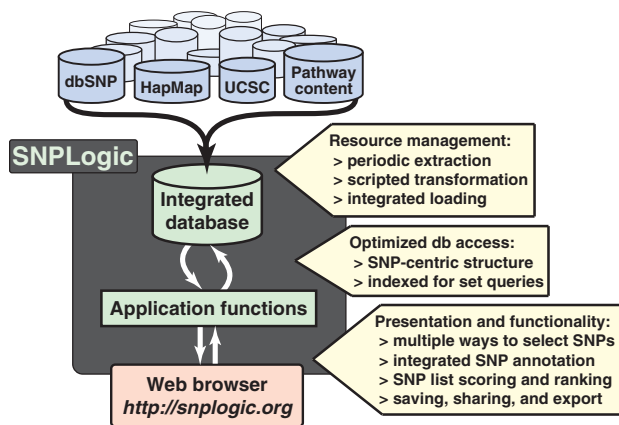 dbSNP
HapMap
UCSC
Pathway
content
SNPLogic
Integrated
database
Application functions
Web browser
http://snplogic.org
Resource management:
> periodic extraction
> scripted transformation
> integrated loading
Optimized db access:
> SNP-centric structure
> indexed for set queries
Presentation and functionality:
> multiple ways to select SNPs
> integrated SNP annotation
> SNP list scoring and ranking
> saving, sharing, and export